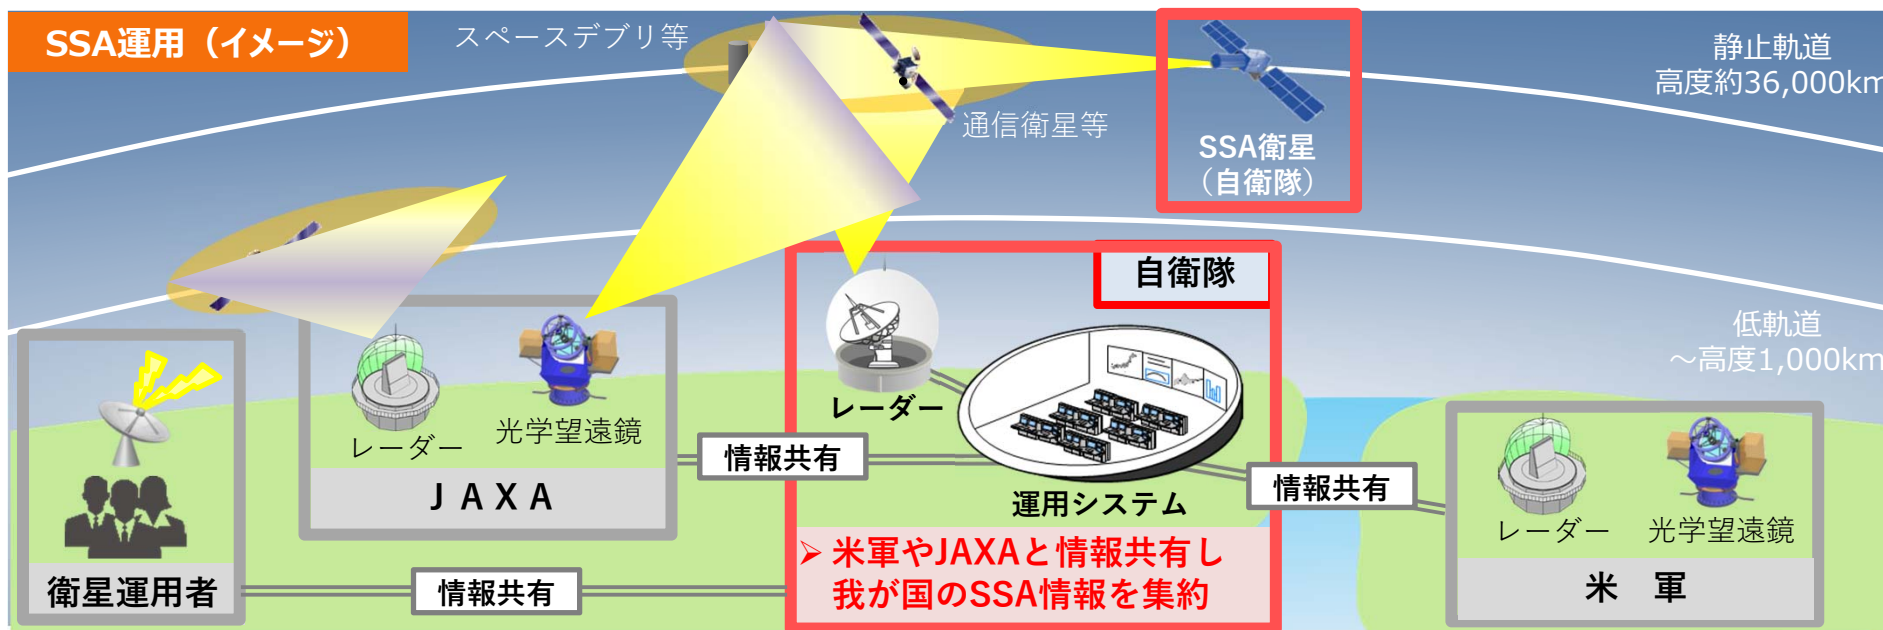 SSA運用（イメージ）
スペースデブリ等
静止軌道
高度約36,000km
通信衛星等
SSA衛星
（自衛隊）
自衛隊
低軌道
～高度1,000km
レーダー
光学望遠鏡
ＪＡＸＡ
レーダー
運用システム
情報共有
情報共有
レーダー
光学望遠鏡
米　軍
➢ 米軍やJAXAと情報共有し
我が国のSSA情報を集約
衛星運用者
情報共有